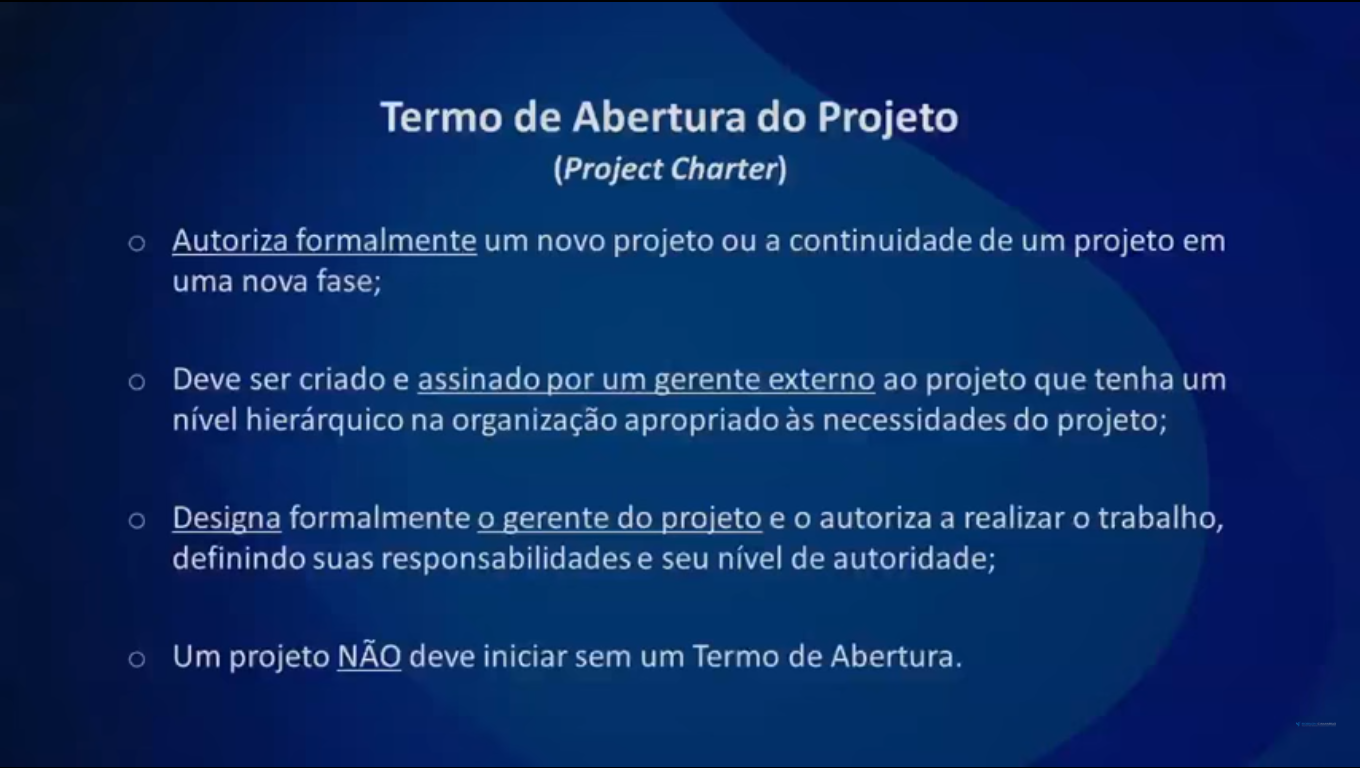 Termo de Abertura do Projeto
(Project Charter)
o Autoriza formalmente um novo projeto ou a continuidade de um projeto em
uma nova fase;
o Deve ser criado e assinado por um gerente externo ao projeto que tenha um
nível hierárquico na organização apropriado às necessidades do projeto;
o Designa formalmente o gerente do projeto e o autoriza a realizar o trabalho,
definindo suas responsabilidades e seu nível de autoridade;
o Um projeto NÃO deve iniciar sem um Termo de Abertura.